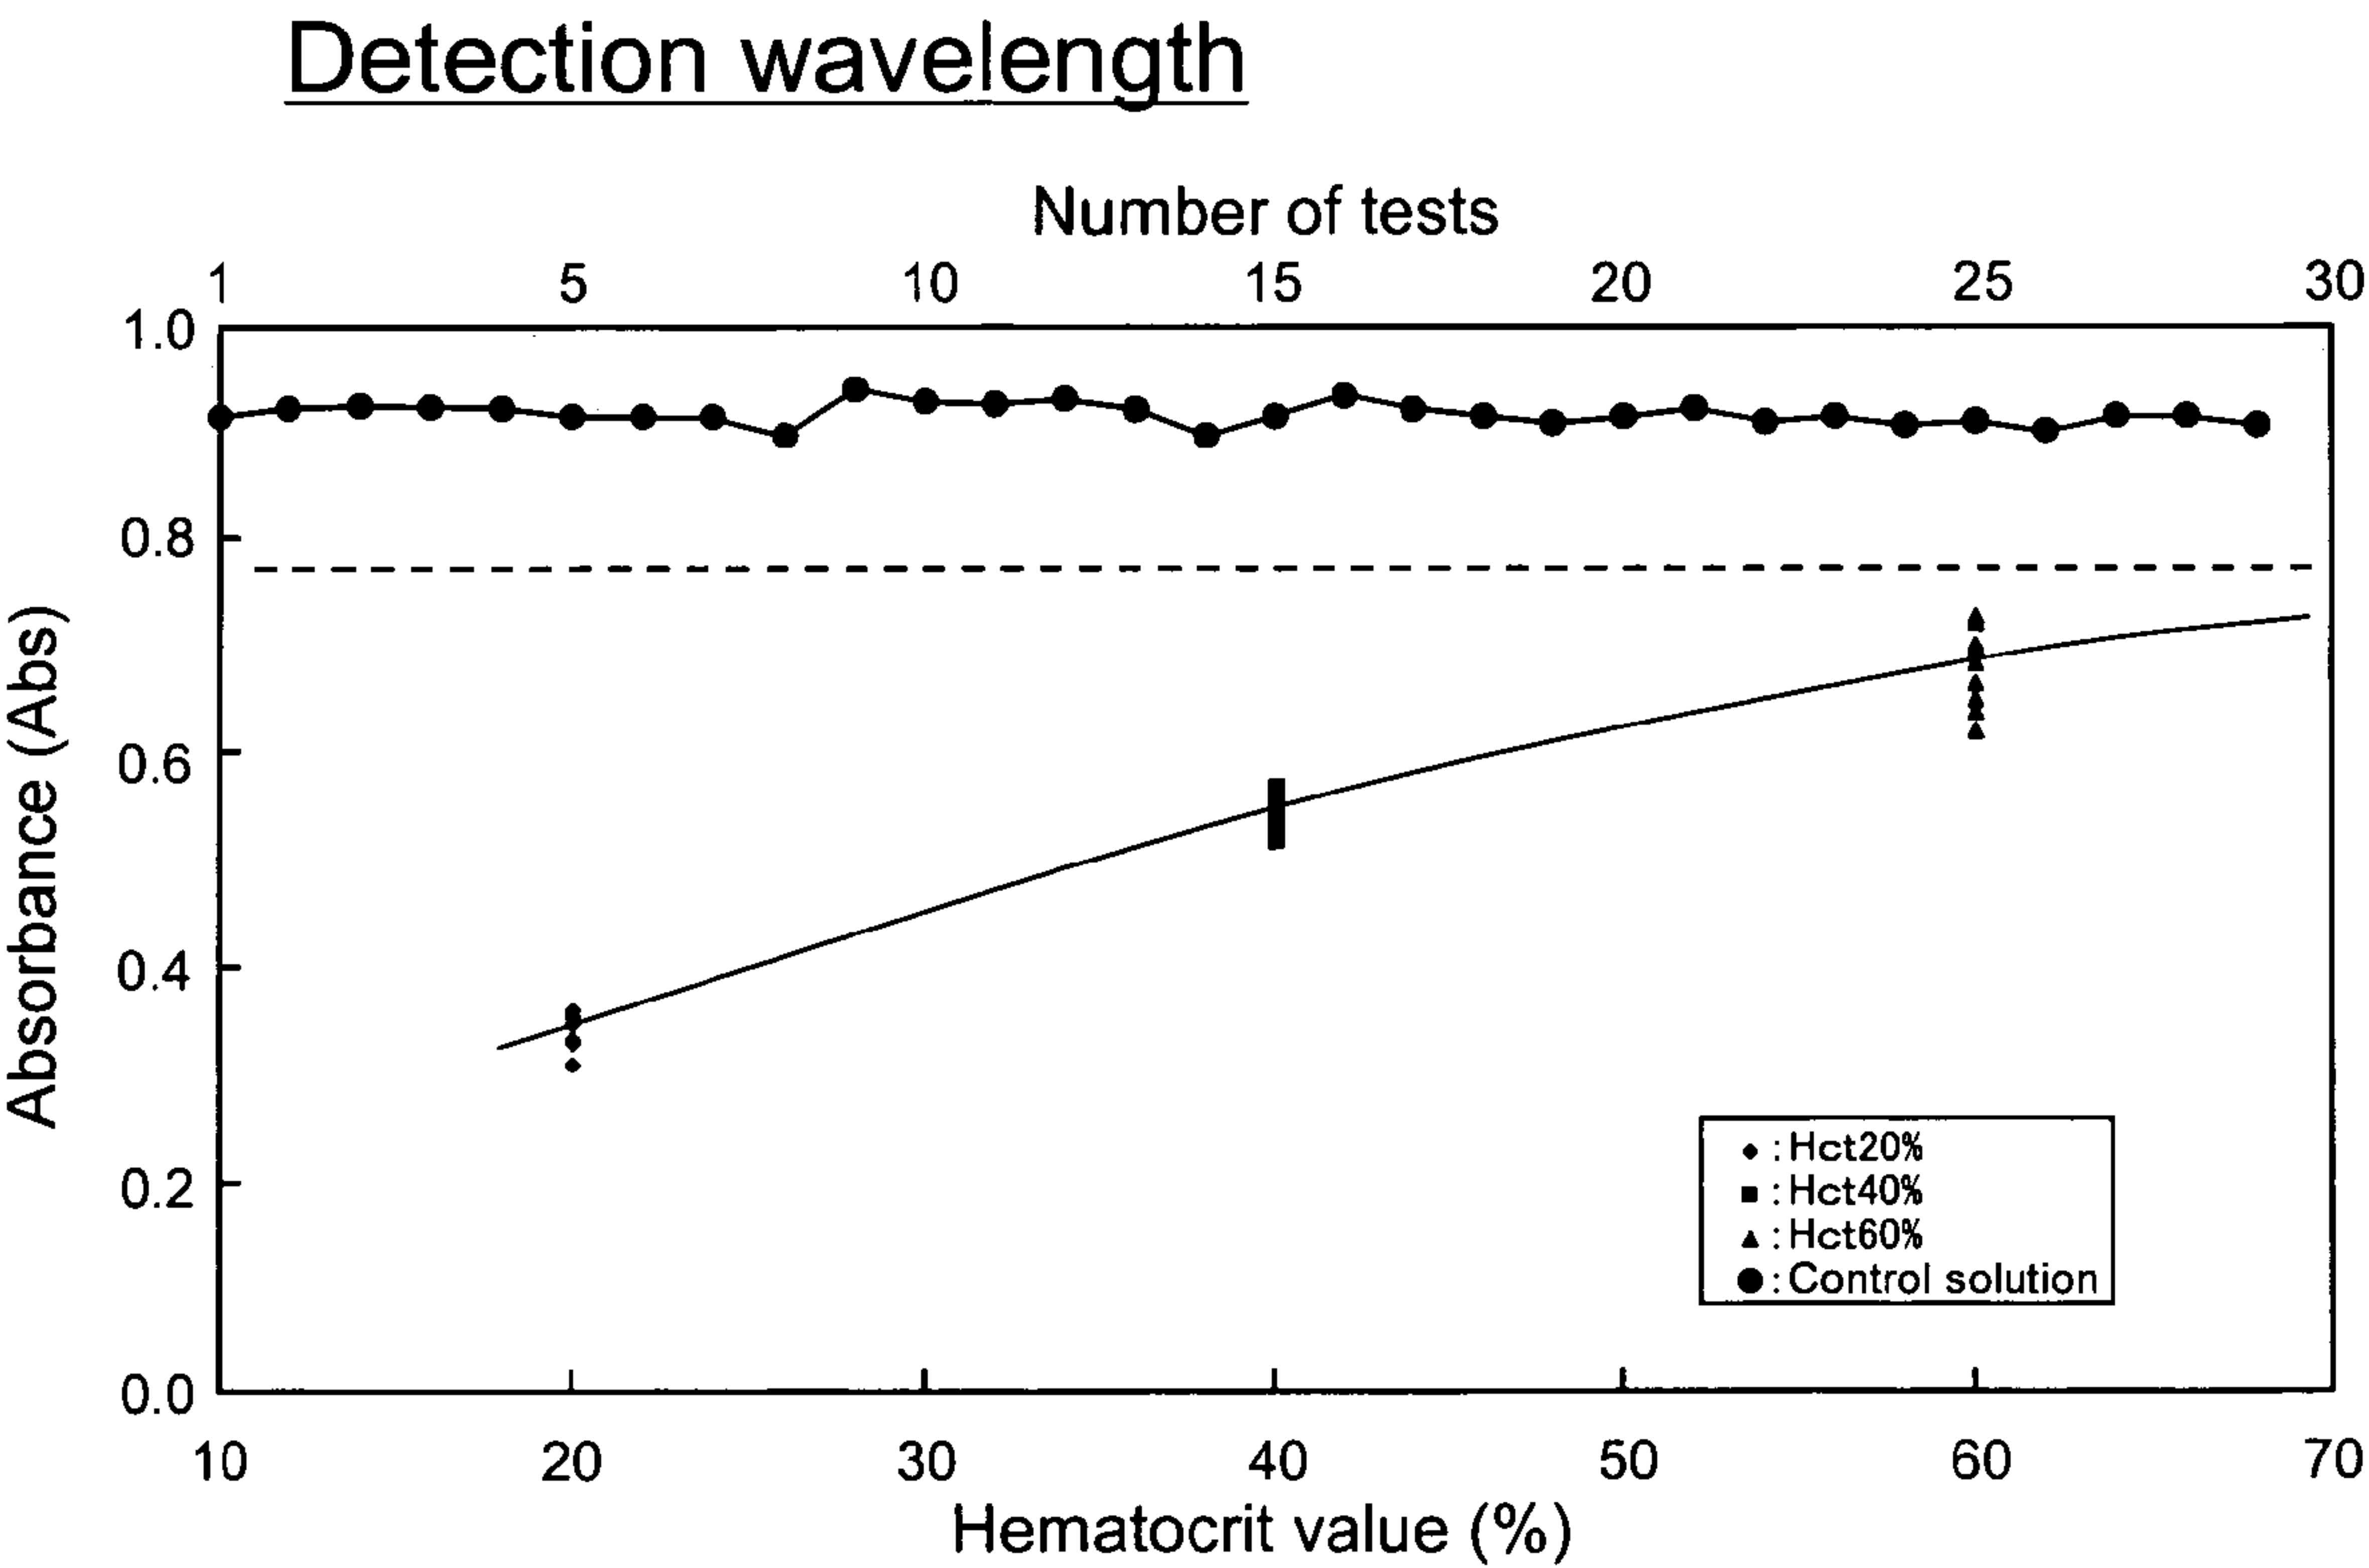 Detection wavelength
Number of tests
1 5 10 15 20 25 30
1.0
0.8
0.6
0.4
0.2
0.0
Absorbance (Abs)
◆:Hct20%
■:Hct40%
▲:Hct60%
●:Control solution
10 20 30 40 50 60 70
Hematocrit value (%)